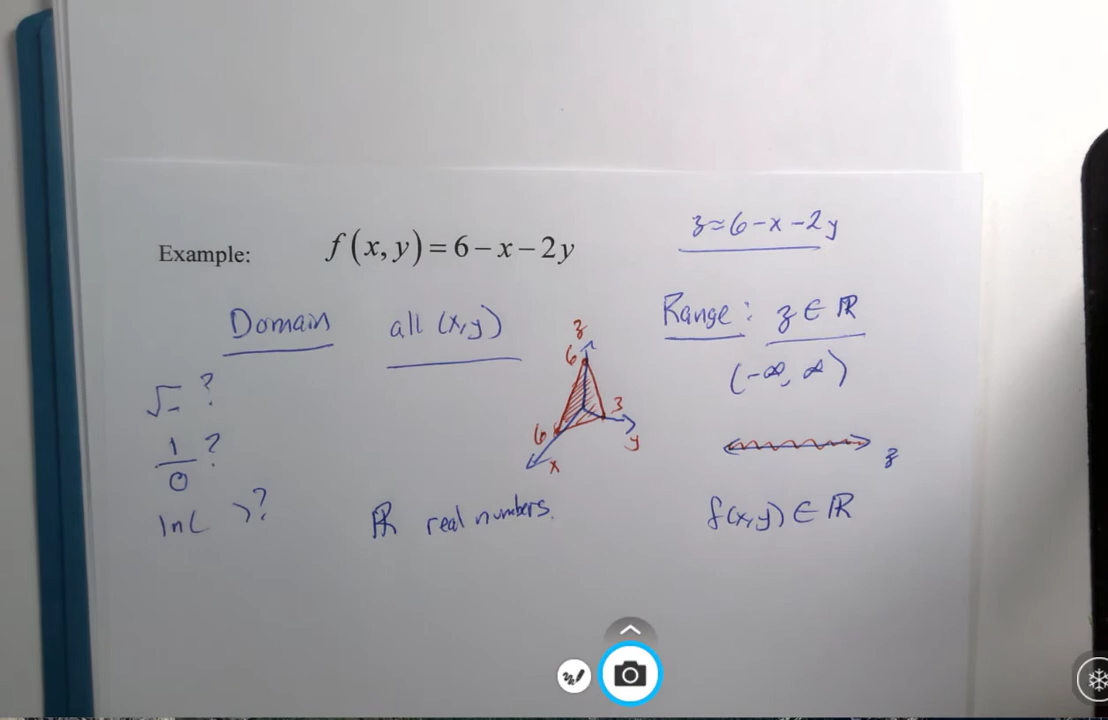 z=6-x-2y
Example: f(x,y)=6-x-2y
Domain all (x,y)
Range: z∈ℝ
(-∞, ∞)
√- ?
1/0 ?
ln( )?
z
6
3
6
y
x
z
ℝ real numbers.
f(x,y)∈ℝ